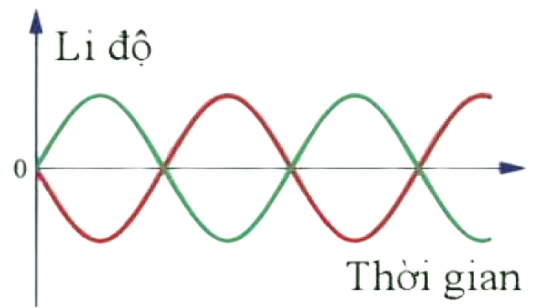 Li độ
0
Thời gian